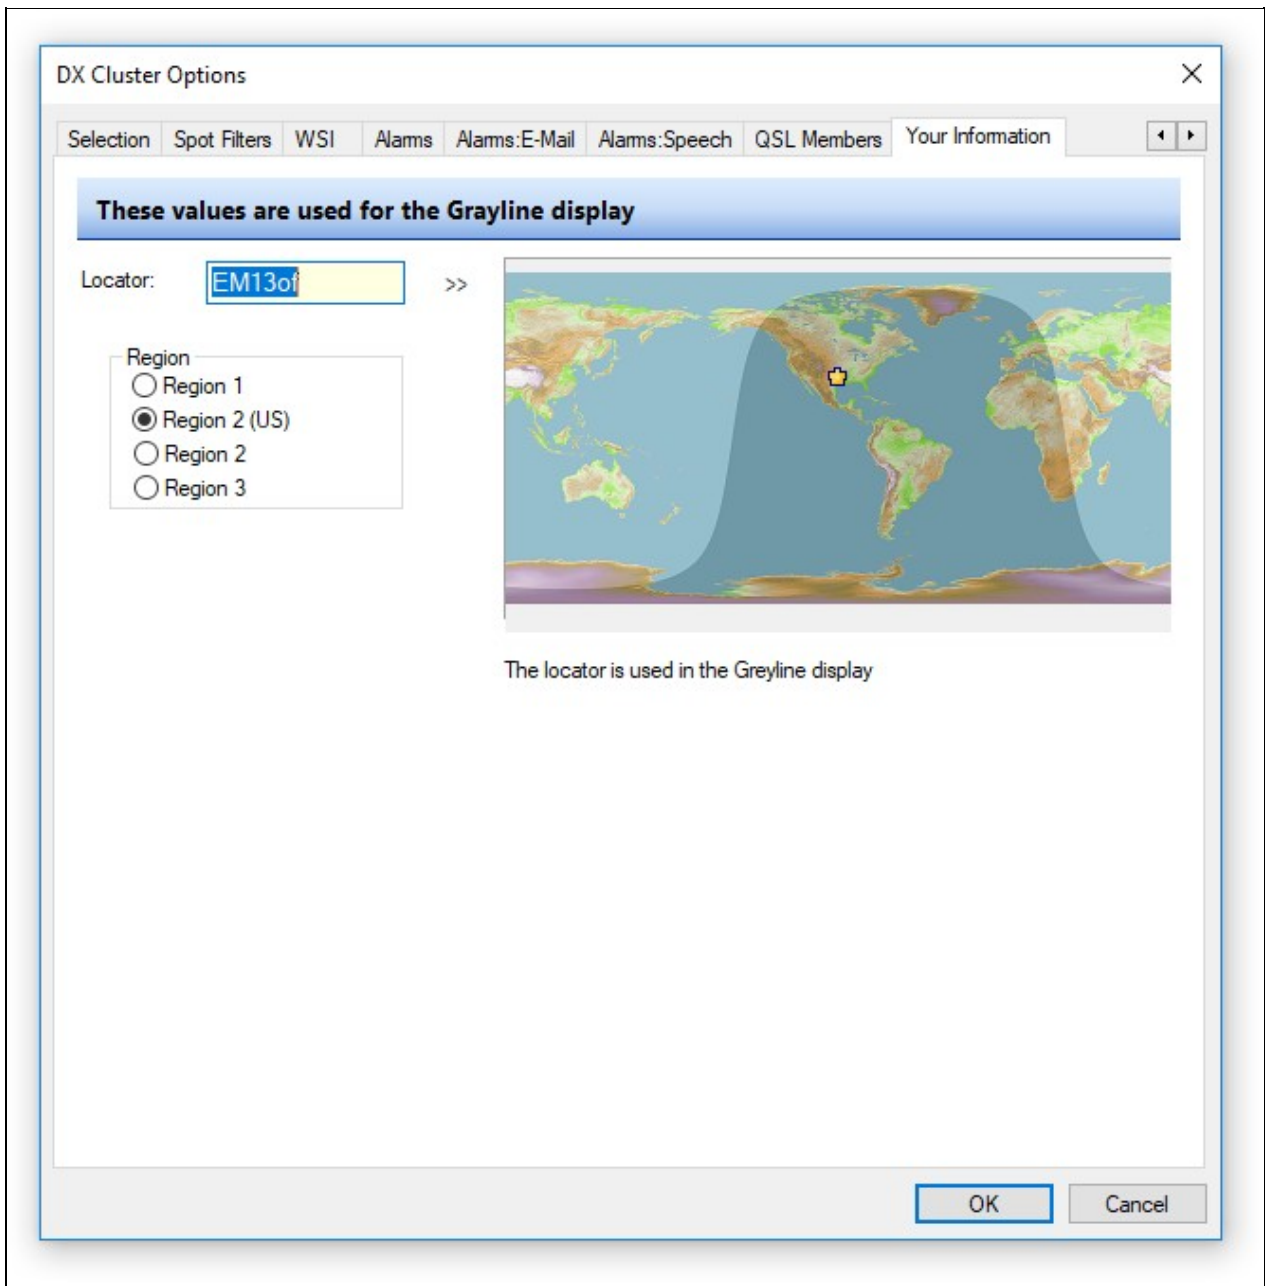 DX Cluster Options
Selection Spot Filters WSI Alarms Alarms:E-Mail Alarms:Speech QSL Members Your Information
These values are used for the Grayline display
Locator: EM13of >>
Region
Region 1
Region 2 (US)
Region 2
Region 3
The locator is used in the Greyline display
OK Cancel